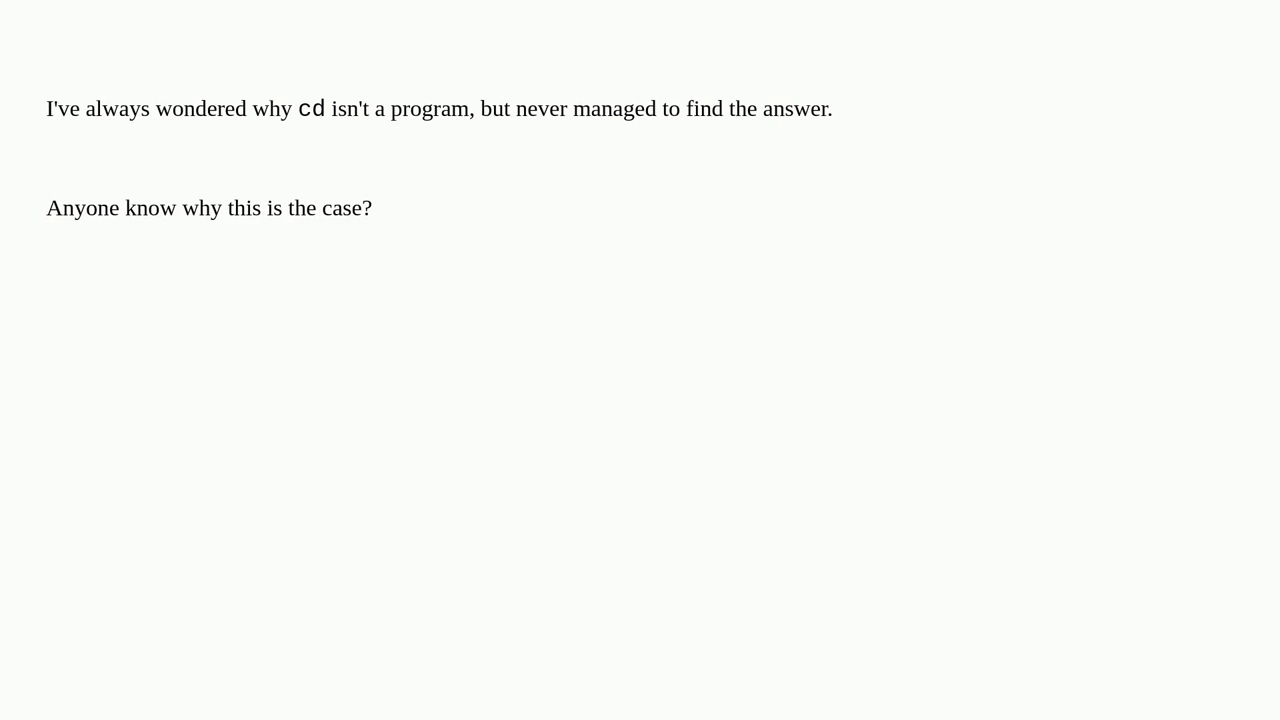 I've always wondered why cd isn't a program, but never managed to find the answer.
Anyone know why this is the case?